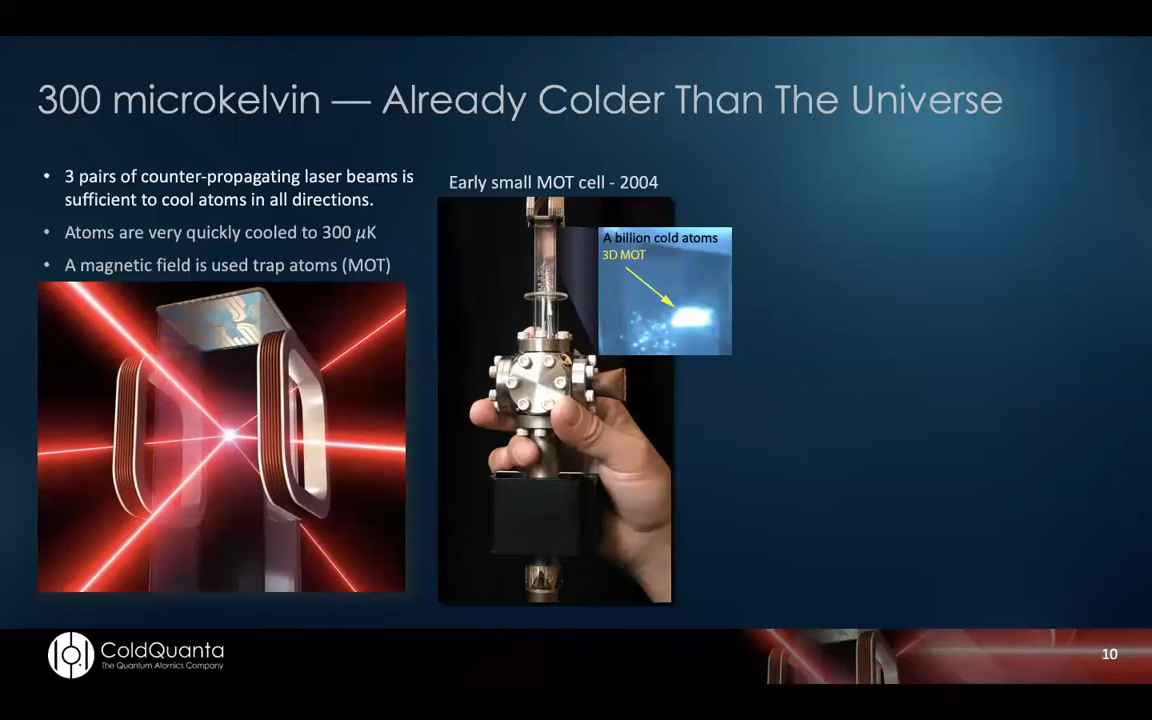 300 microkelvin — Already Colder Than The Universe
• 3 pairs of counter-propagating laser beams is
sufficient to cool atoms in all directions.
• Atoms are very quickly cooled to 300 𝜇K
• A magnetic field is used trap atoms (MOT)
Early small MOT cell - 2004
A billion cold atoms
3D MOT
ColdQuanta
The Quantum Atomics Company
10